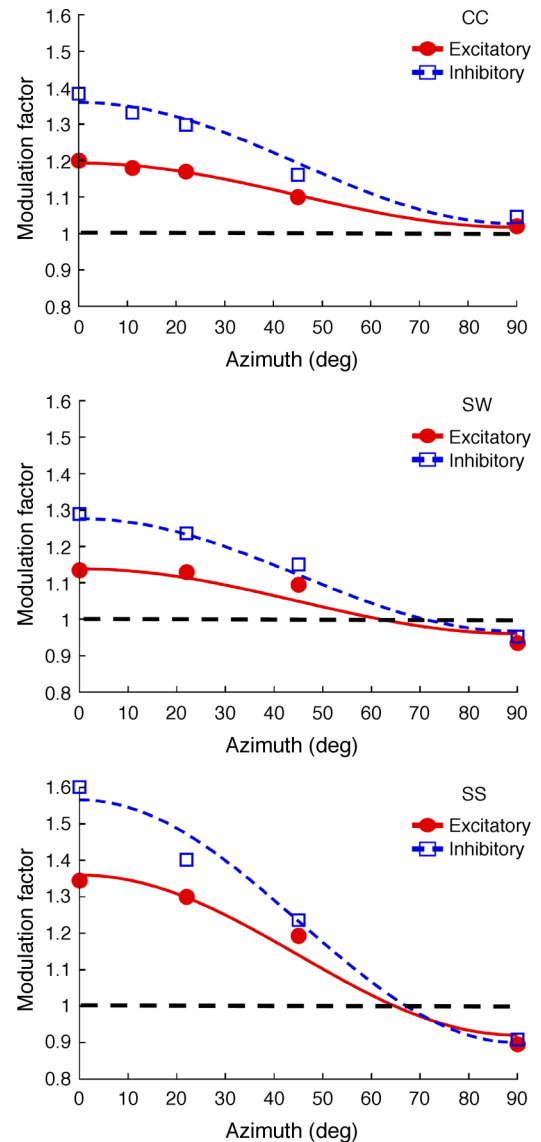 CC
Excitatory
Inhibitory
1.6
1.5
1.4
1.3
1.2
1.1
1
0.9
0.8
Modulation factor
0 10 20 30 40 50 60 70 80 90
Azimuth (deg)
SW
Excitatory
Inhibitory
1.6
1.5
1.4
1.3
1.2
1.1
1
0.9
0.8
Modulation factor
0 10 20 30 40 50 60 70 80 90
Azimuth (deg)
SS
Excitatory
Inhibitory
1.6
1.5
1.4
1.3
1.2
1.1
1
0.9
0.8
Modulation factor
0 10 20 30 40 50 60 70 80 90
Azimuth (deg)